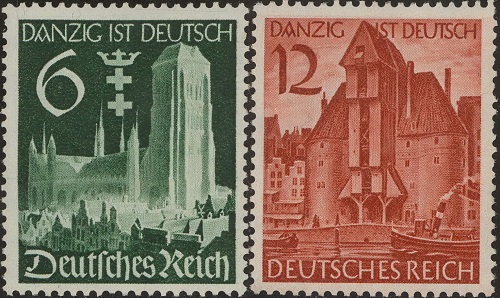 DANZIG IST DEUTSCH
6
Deutsches Reich
DANZIG IST DEUTSCH
12
DEUTSCHES REICH